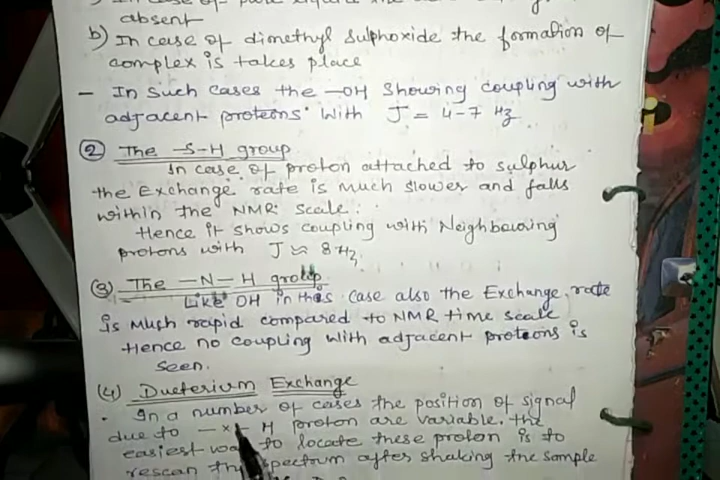 absent
b) In case of dimethyl sulphoxide the formation of
complex is takes place
- In such cases the -OH showing coupling with
adjacent proteons with J = 4-7 Hz
② The -S-H group
In case of proton attached to sulphur
the Exchange rate is much slower and falls
within the NMR scale.
Hence it shows coupling with Neighbouring
protons with J ≈ 8 Hz
③ The -N-H group
Like OH in this case also the Exchange rate
is Much rapid compared to NMR time scale
Hence no coupling with adjacent proteons is
seen.
(4) Dueterium Exchange
. In a number of cases the position of signal
due to -x-H proton are variable. the
easiest way to locate these proton is to
rescan the spectrum after shaking the sample